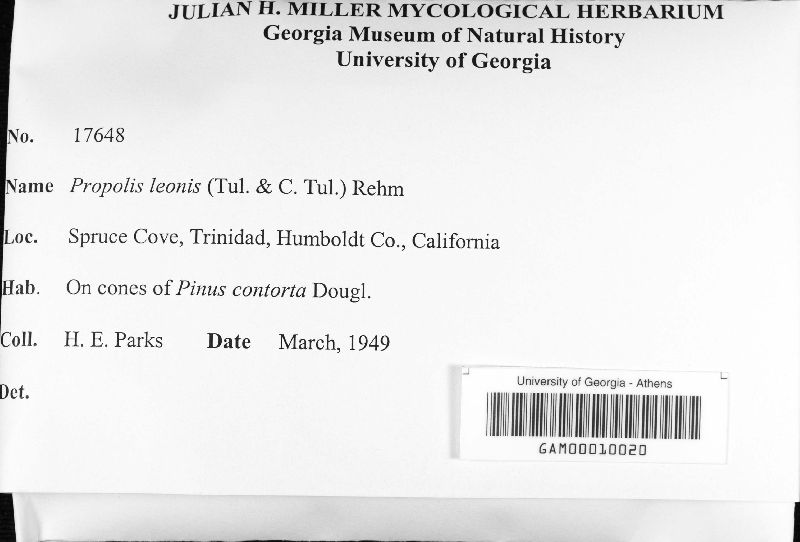 JULIAN H. MILLER MYCOLOGICAL HERBARIUM
Georgia Museum of Natural History
University of Georgia
No. 17648
Name Propolis leonis (Tul. & C. Tul.) Rehm
Loc. Spruce Cove, Trinidad, Humboldt Co., California
Hab. On cones of Pinus contorta Dougl.
Coll. H. E. Parks Date March, 1949
Det.
University of Georgia - Athens
GAM00010020